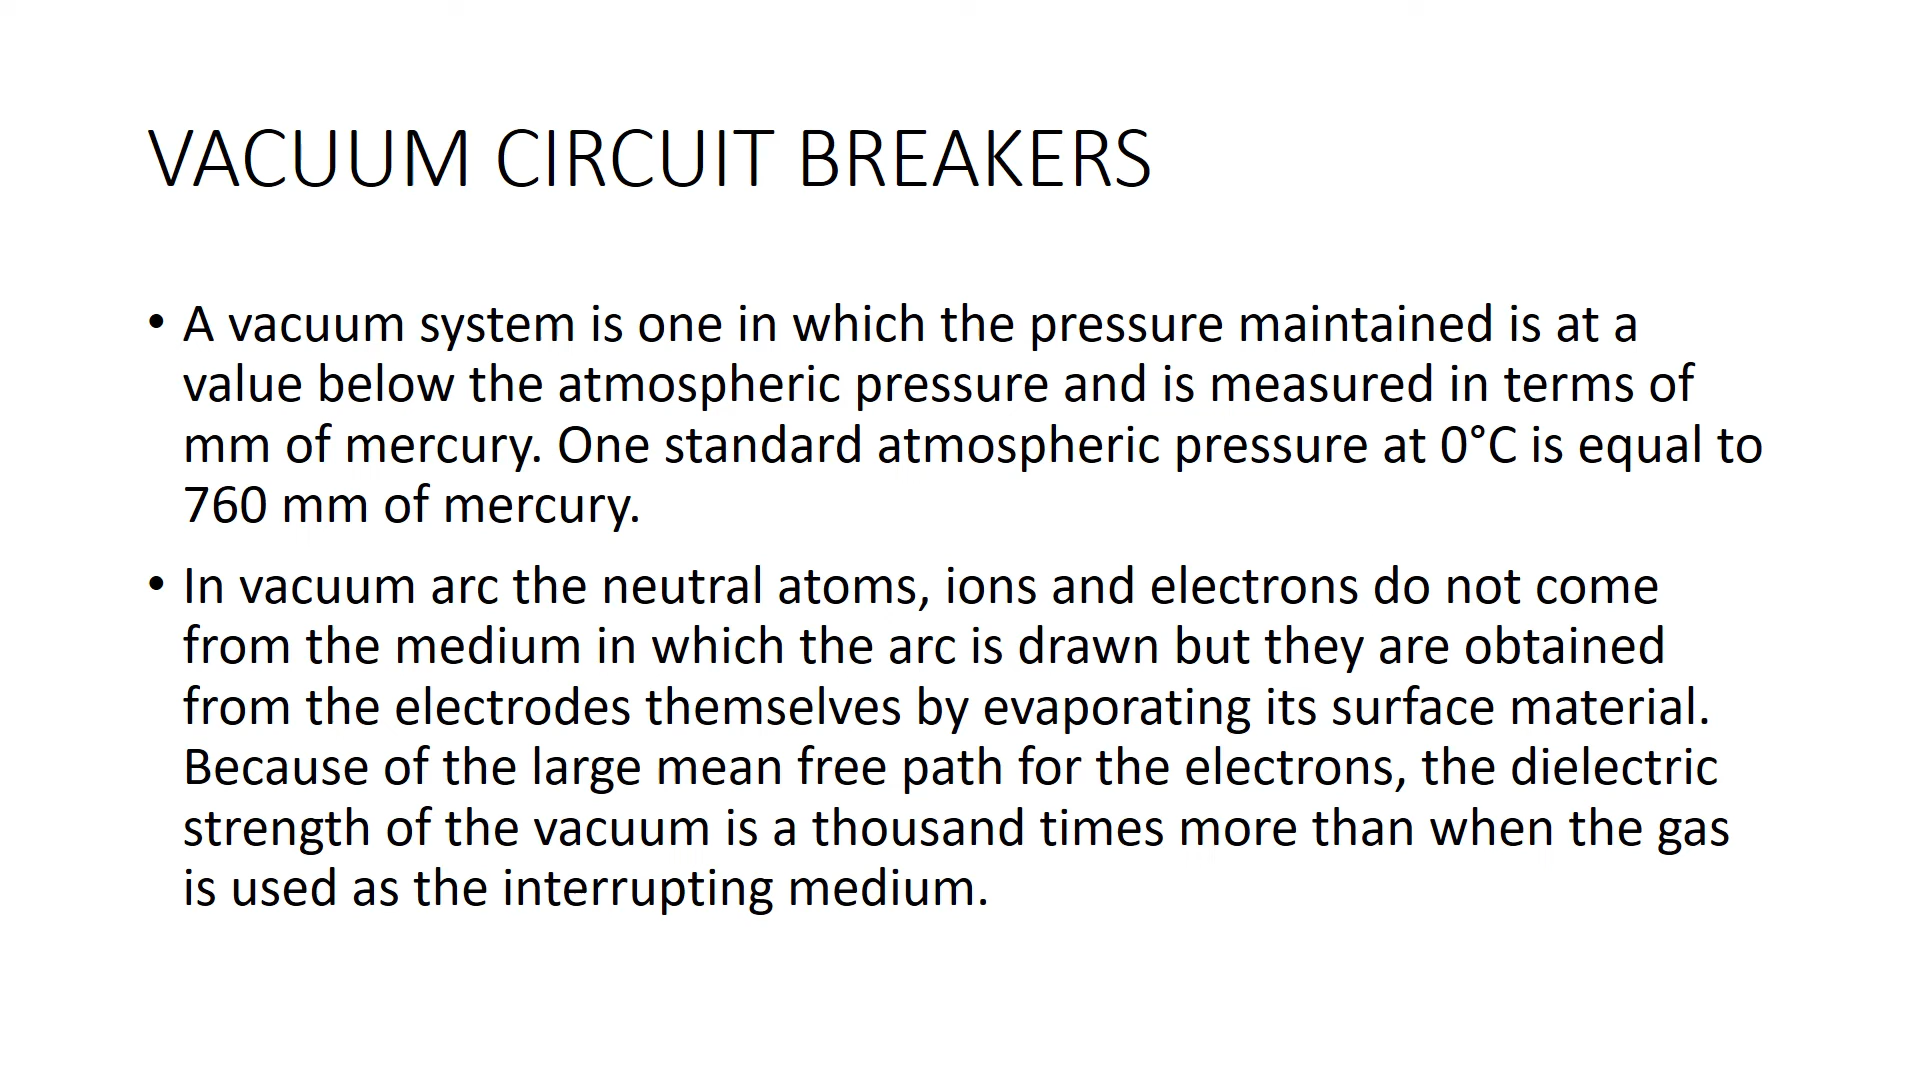 VACUUM CIRCUIT BREAKERS
• A vacuum system is one in which the pressure maintained is at a
value below the atmospheric pressure and is measured in terms of
mm of mercury. One standard atmospheric pressure at 0°C is equal to
760 mm of mercury.
• In vacuum arc the neutral atoms, ions and electrons do not come
from the medium in which the arc is drawn but they are obtained
from the electrodes themselves by evaporating its surface material.
Because of the large mean free path for the electrons, the dielectric
strength of the vacuum is a thousand times more than when the gas
is used as the interrupting medium.